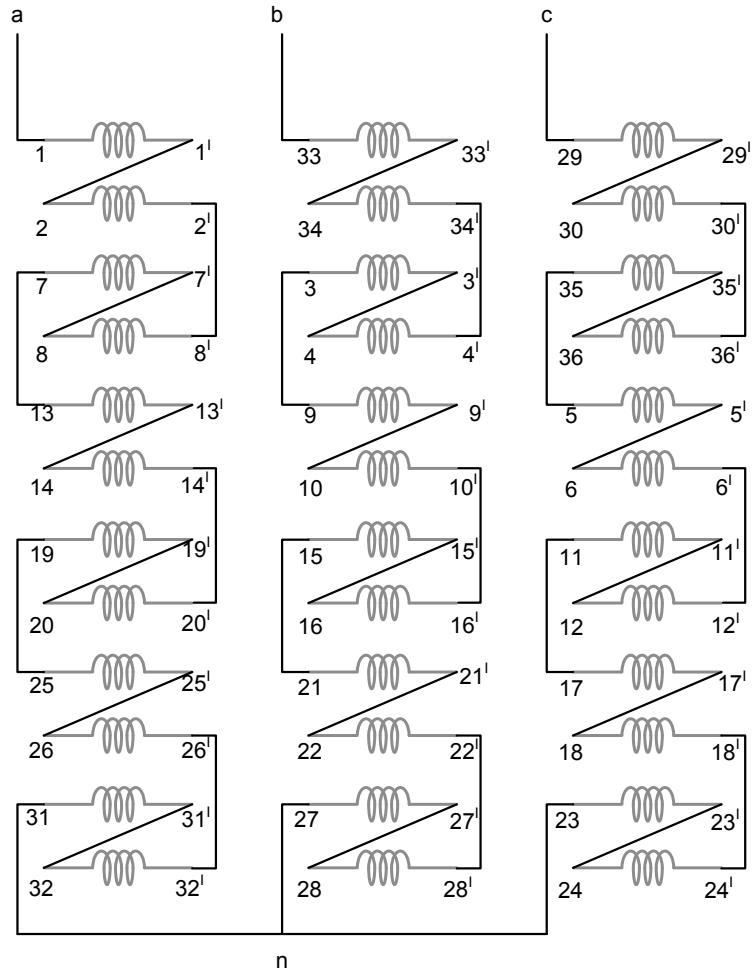 a b c
1 1ᴵ 33 33ᴵ 29 29ᴵ
2 2ᴵ 34 34ᴵ 30 30ᴵ
7 7ᴵ 3 3ᴵ 35 35ᴵ
8 8ᴵ 4 4ᴵ 36 36ᴵ
13 13ᴵ 9 9ᴵ 5 5ᴵ
14 14ᴵ 10 10ᴵ 6 6ᴵ
19 19ᴵ 15 15ᴵ 11 11ᴵ
20 20ᴵ 16 16ᴵ 12 12ᴵ
25 25ᴵ 21 21ᴵ 17 17ᴵ
26 26ᴵ 22 22ᴵ 18 18ᴵ
31 31ᴵ 27 27ᴵ 23 23ᴵ
32 32ᴵ 28 28ᴵ 24 24ᴵ
n